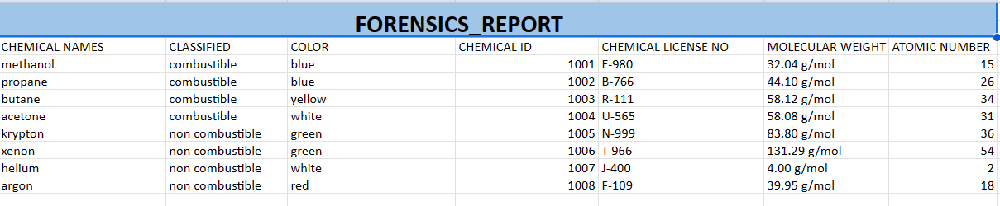 FORENSICS_REPORT
CHEMICAL NAMES CLASSIFIED COLOR CHEMICAL ID CHEMICAL LICENSE NO MOLECULAR WEIGHT ATOMIC NUMBER
methanol combustible blue 1001 E-980 32.04 g/mol 15
propane combustible blue 1002 B-766 44.10 g/mol 26
butane combustible yellow 1003 R-111 58.12 g/mol 34
acetone combustible white 1004 U-565 58.08 g/mol 31
krypton non combustible green 1005 N-999 83.80 g/mol 36
xenon non combustible green 1006 T-966 131.29 g/mol 54
helium non combustible white 1007 J-400 4.00 g/mol 2
argon non combustible red 1008 F-109 39.95 g/mol 18